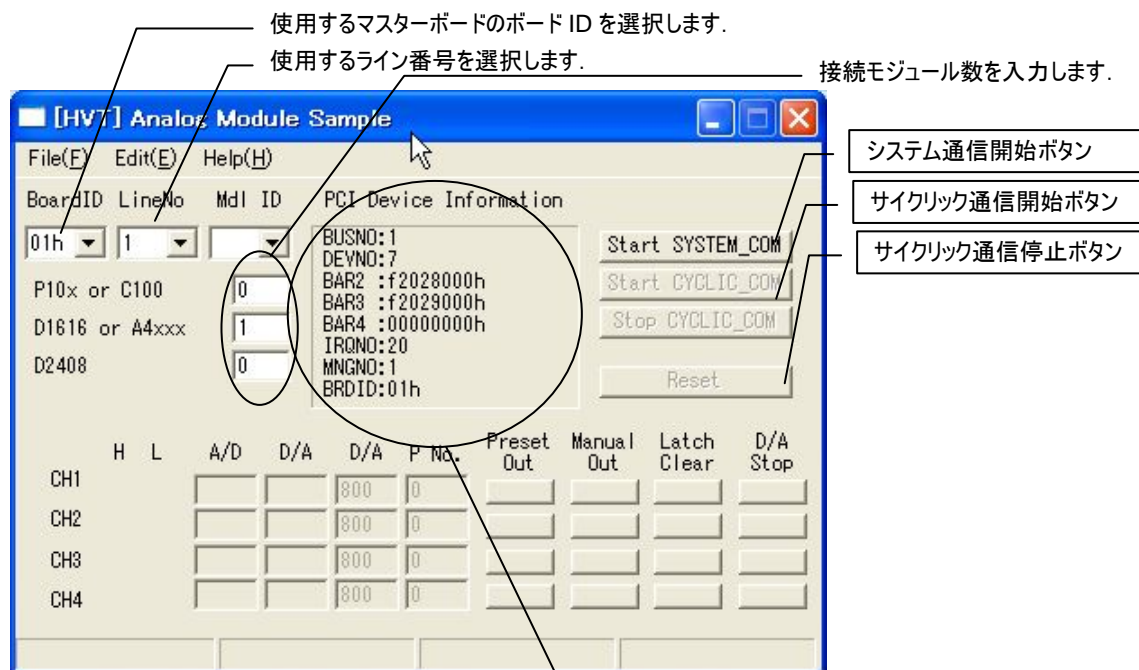 使用するマスターボードのボード ID を選択します.
使用するライン番号を選択します.
接続モジュール数を入力します.
[HVT] Analog Module Sample
File(F) Edit(E) Help(H)
システム通信開始ボタン
サイクリック通信開始ボタン
サイクリック通信停止ボタン
BoardID LineNo Mdl ID PCI Device Information
01h 1
BUSNO:1
DEVNO:7
BAR2 :f2028000h
BAR3 :f2029000h
BAR4 :00000000h
IRQNO:20
MNGNO:1
BRDID:01h
Start SYSTEM_COM
Start CYCLIC_COM
Stop CYCLIC_COM
Reset
P10x or C100 0
D1616 or A4xxx 1
D2408 0
H L A/D D/A D/A P No. Preset Out Manual Out Latch Clear D/A Stop
CH1 800 0
CH2 800 0
CH3 800 0
CH4 800 0